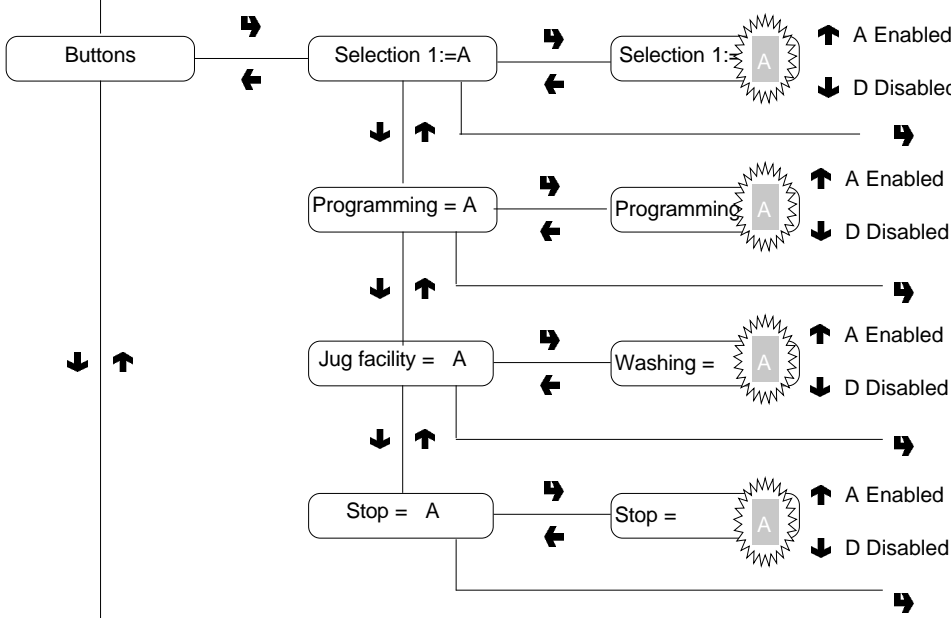 Buttons
Selection 1:=A
Selection 1:= A
A Enabled
D Disabled
Programming = A
Programming A
A Enabled
D Disabled
Jug facility = A
Washing = A
A Enabled
D Disabled
Stop = A
Stop = A
A Enabled
D Disabled